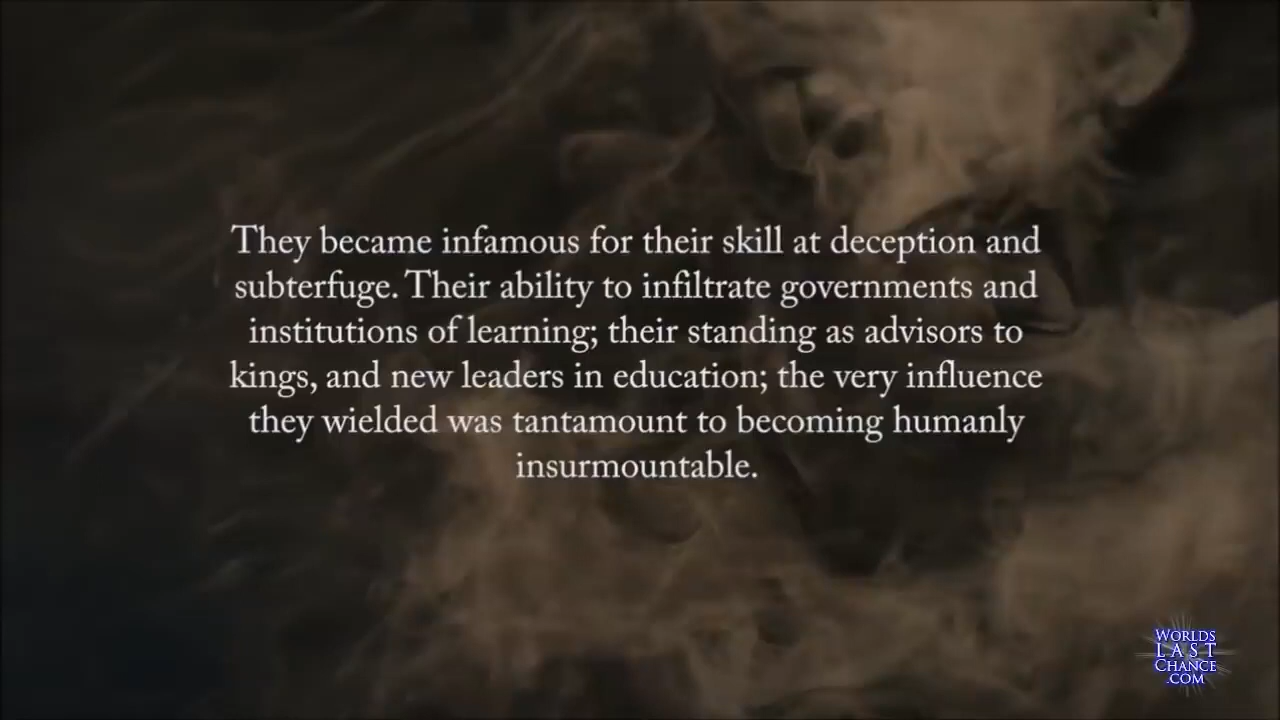 They became infamous for their skill at deception and
subterfuge. Their ability to infiltrate governments and
institutions of learning; their standing as advisors to
kings, and new leaders in education; the very influence
they wielded was tantamount to becoming humanly
insurmountable.
WORLDS
LAST
CHANCE
.COM